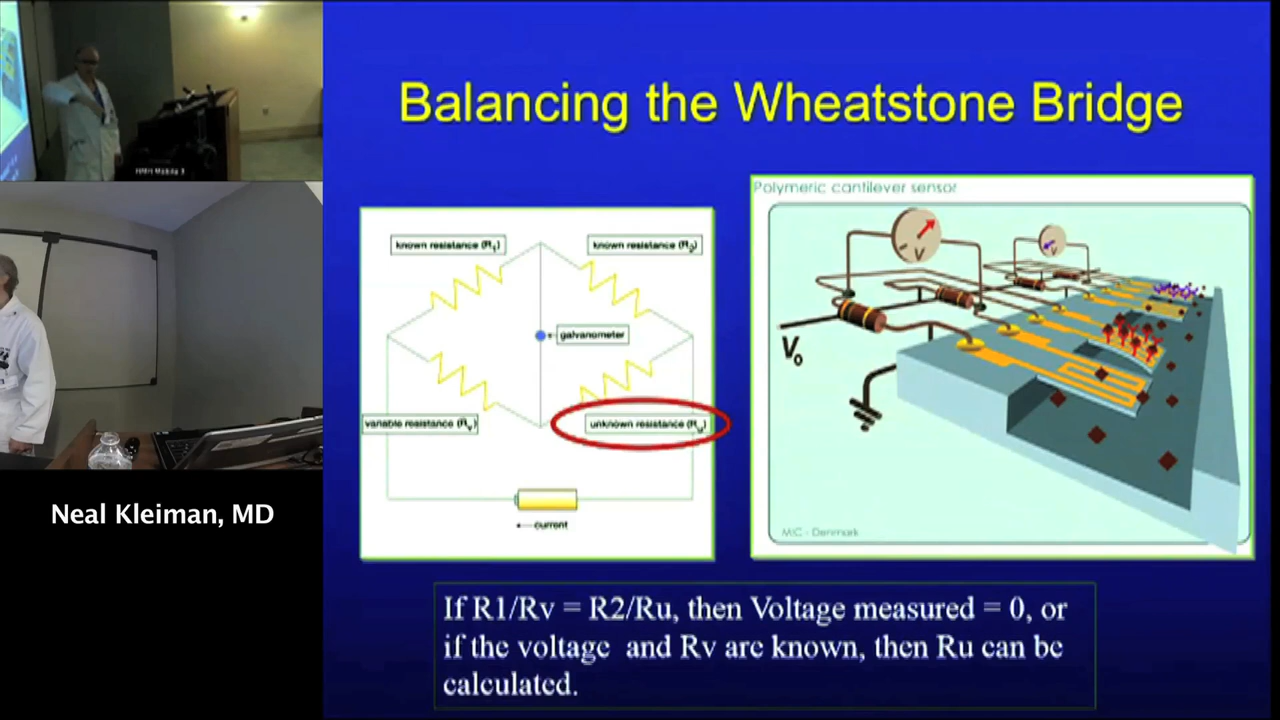 Balancing the Wheatstone Bridge
Polymeric cantilever sensor
known resistance (R1)
known resistance (R2)
galvanometer
variable resistance (Rv)
unknown resistance (Ru)
current
V
V
Vo
MIC - Denmark
If R1/Rv = R2/Ru, then Voltage measured = 0, or
if the voltage and Rv are known, then Ru can be
calculated.
Neal Kleiman, MD